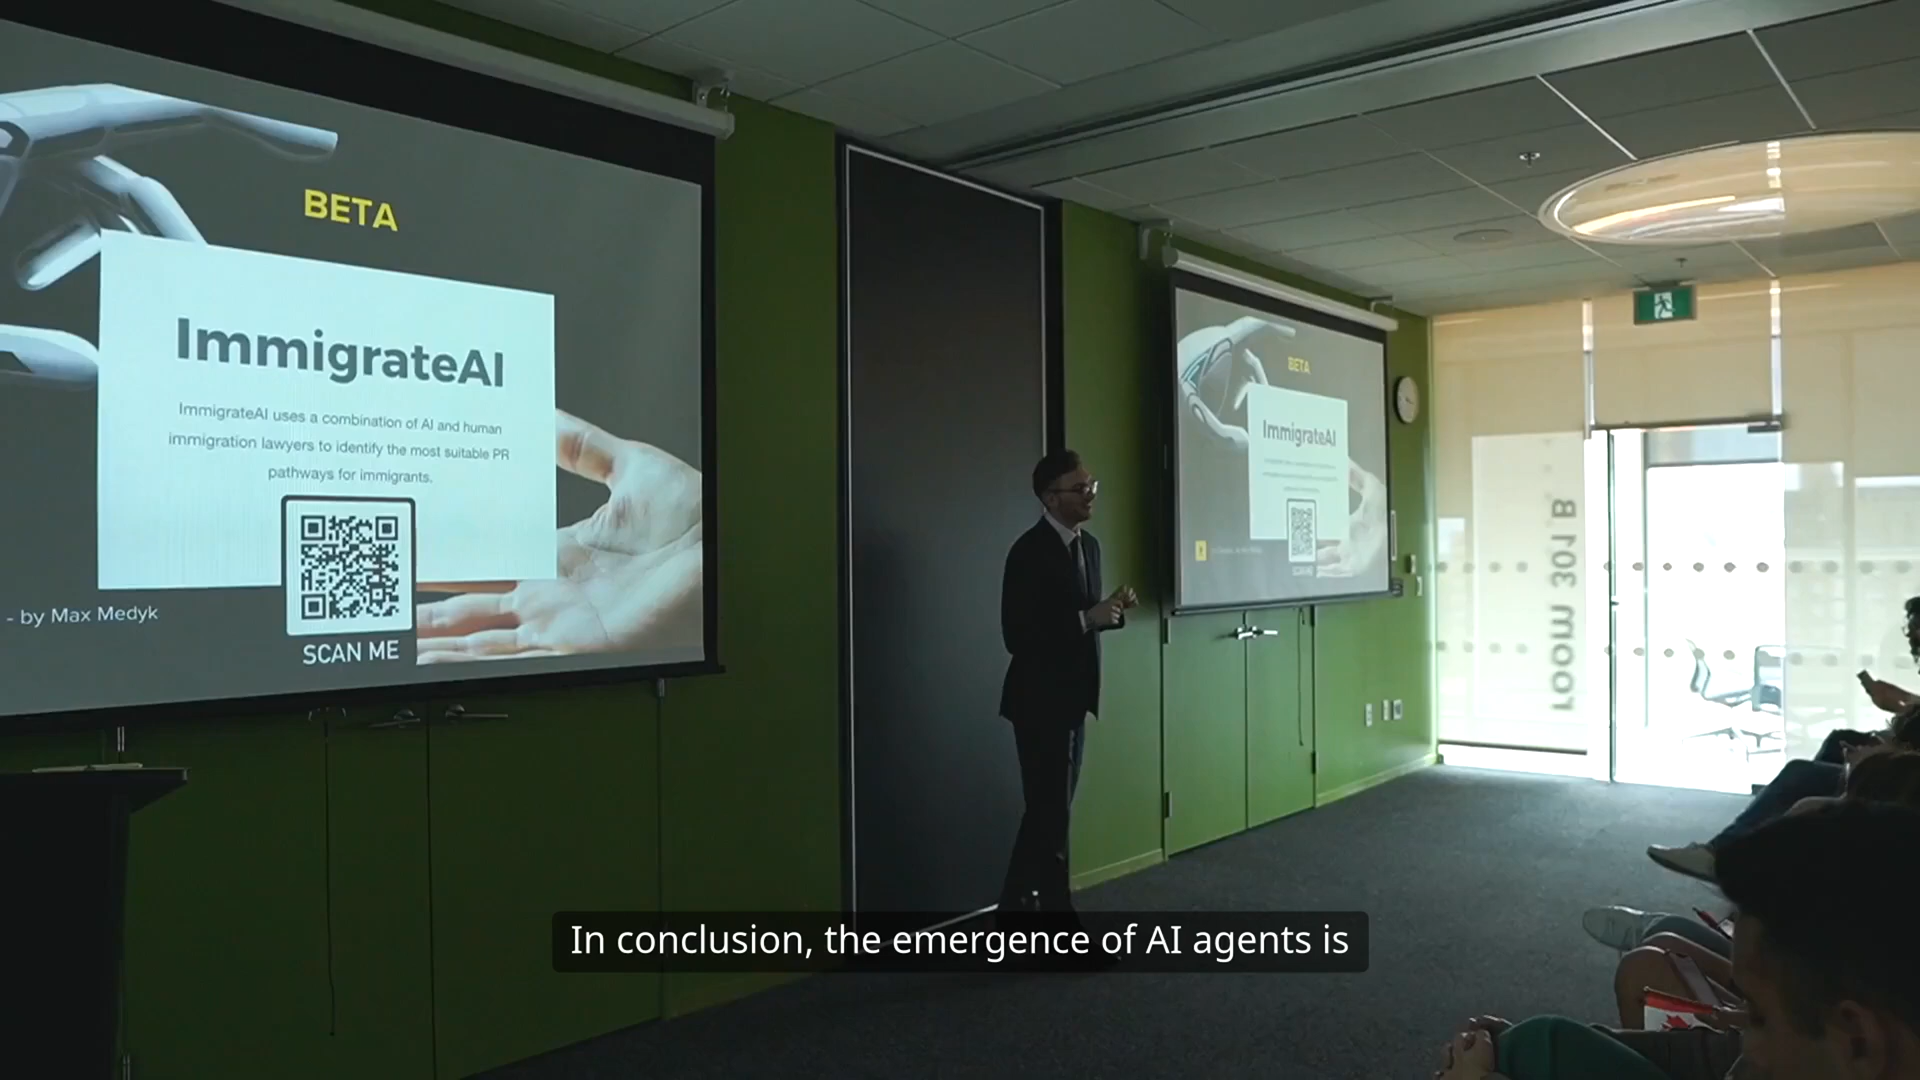 BETA
ImmigrateAI
ImmigrateAI uses a combination of AI and human
immigration lawyers to identify the most suitable PR
pathways for immigrants.
- by Max Medyk
SCAN ME
BETA
ImmigrateAI
room 301 B
In conclusion, the emergence of AI agents is